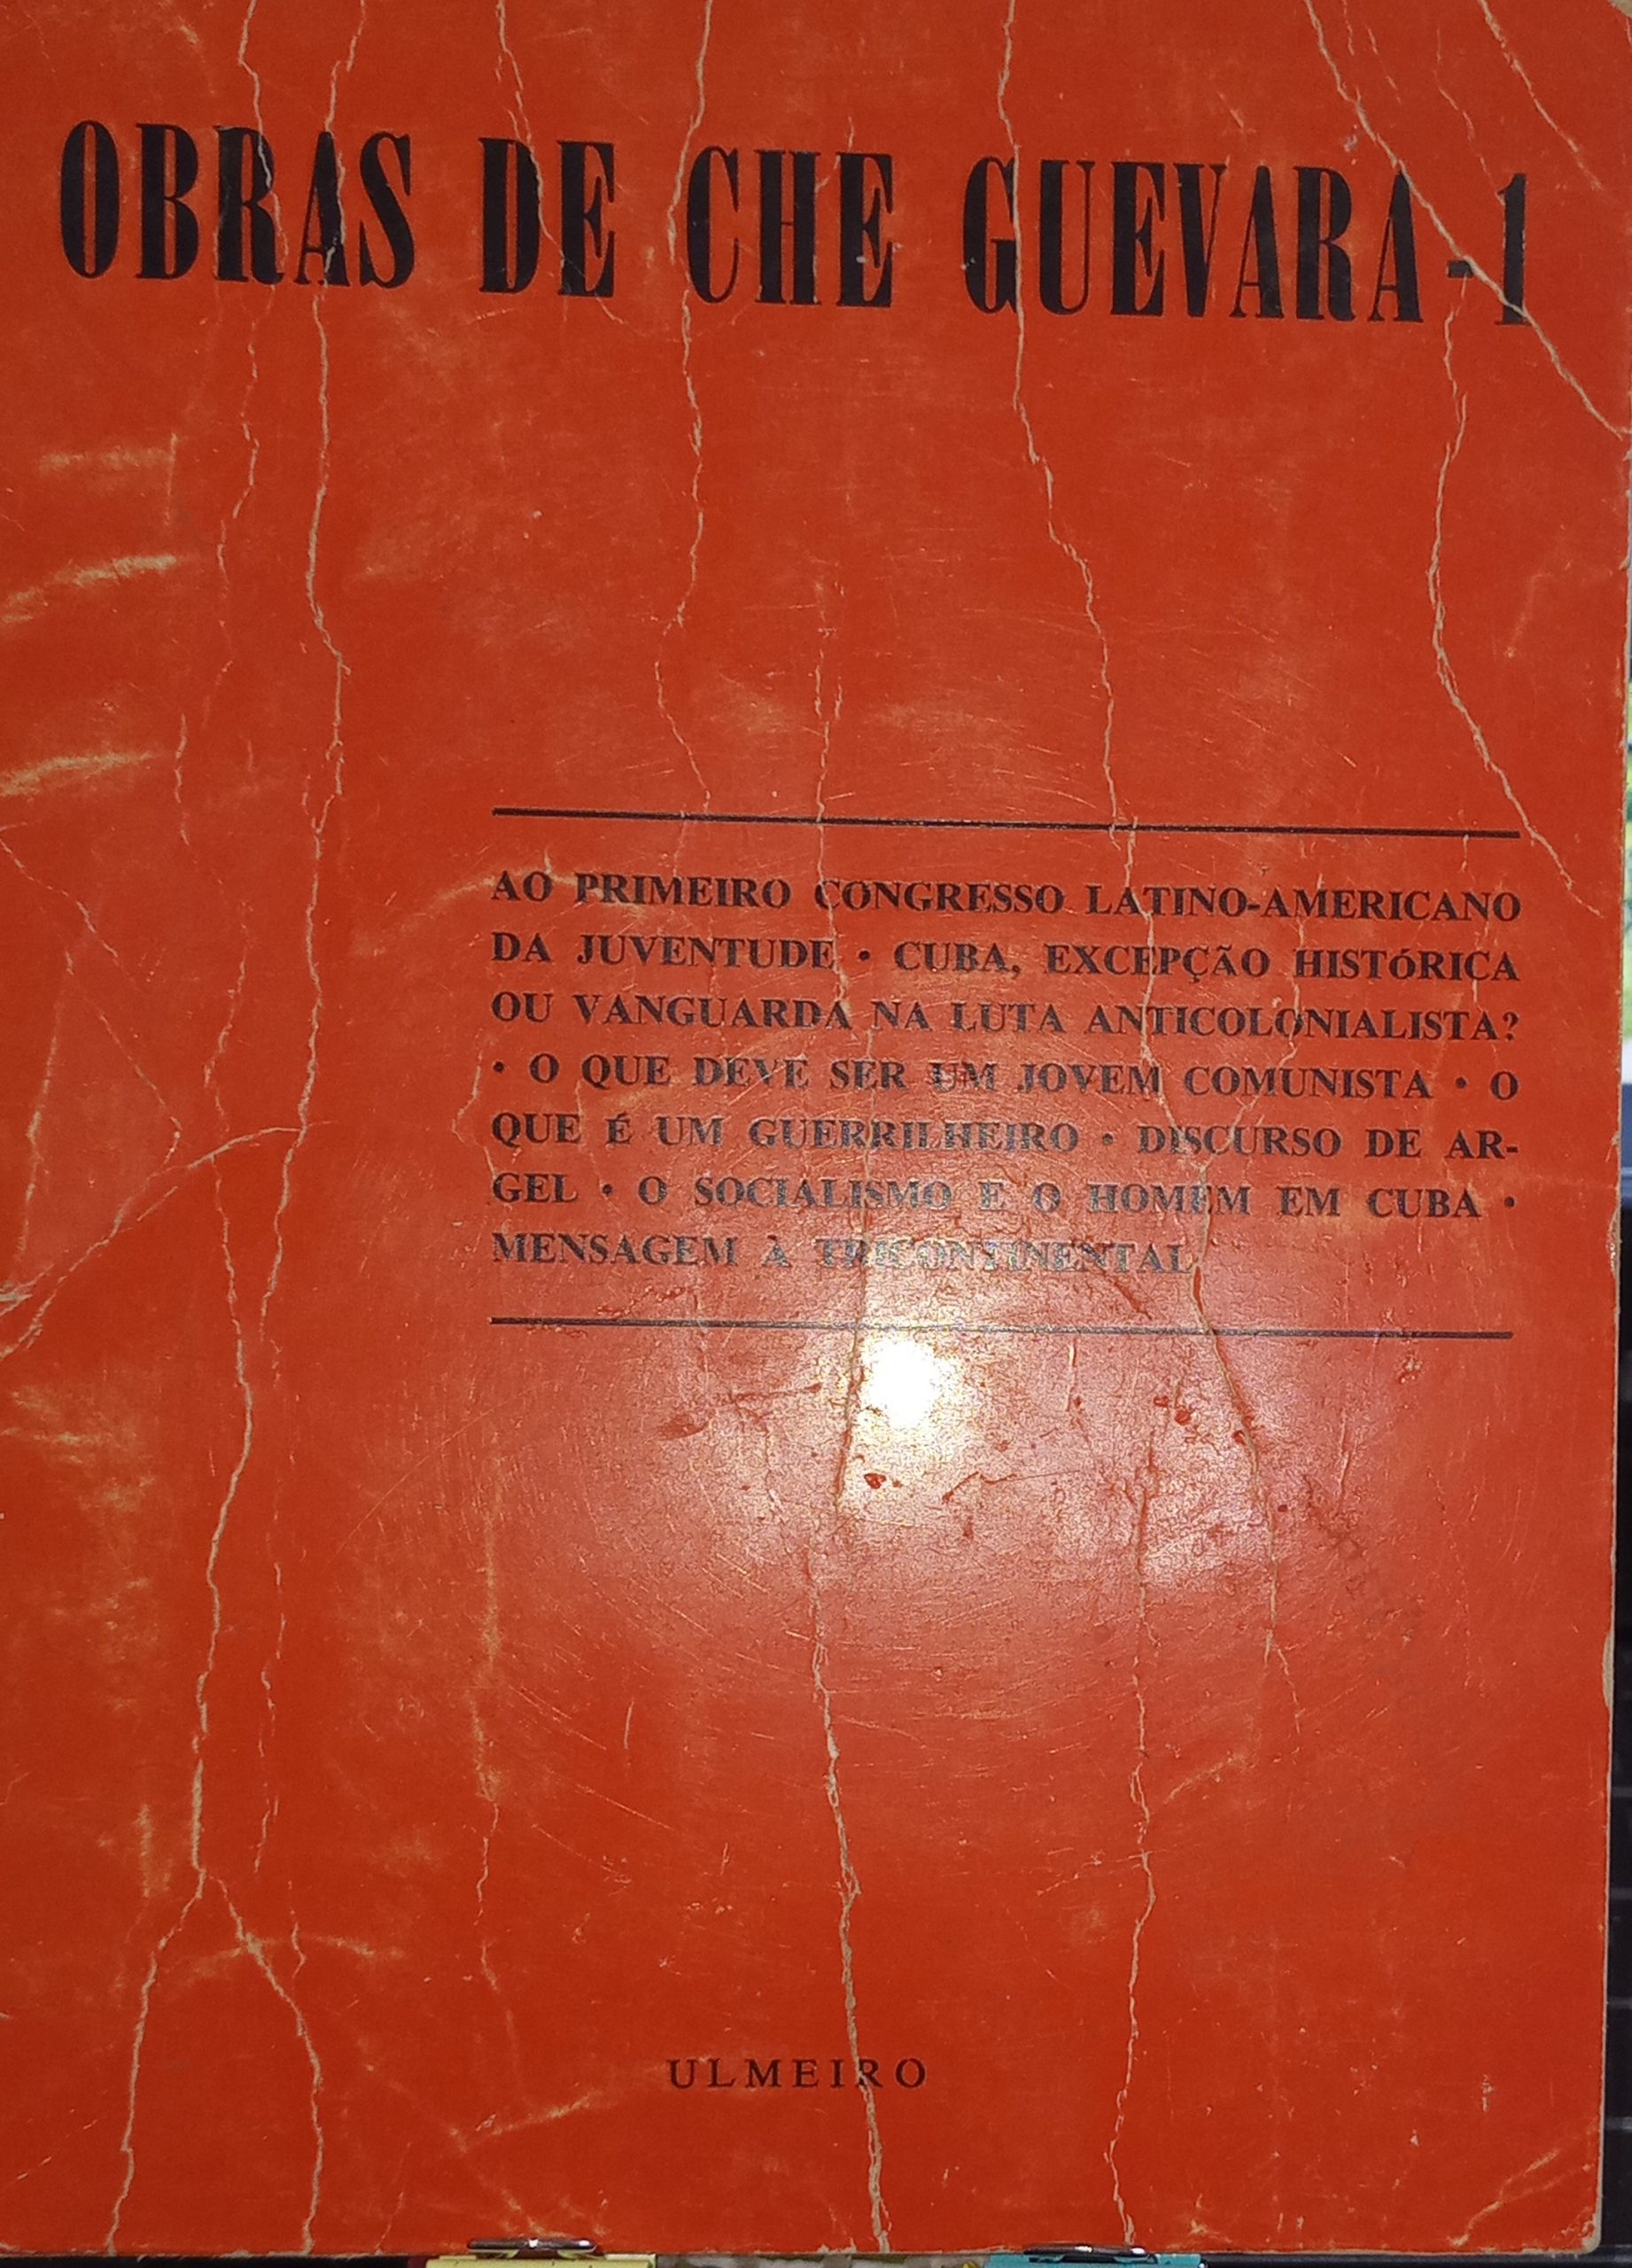 OBRAS DE CHE GUEVARA-1
AO PRIMEIRO CONGRESSO LATINO-AMERICANO
DA JUVENTUDE • CUBA, EXCEPÇÃO HISTÓRICA
OU VANGUARDA NA LUTA ANTICOLONIALISTA?
• O QUE DEVE SER UM JOVEM COMUNISTA • O
QUE É UM GUERRILHEIRO • DISCURSO DE AR-
GEL • O SOCIALISMO E O HOMEM EM CUBA •
MENSAGEM À TRICONTINENTAL
ULMEIRO